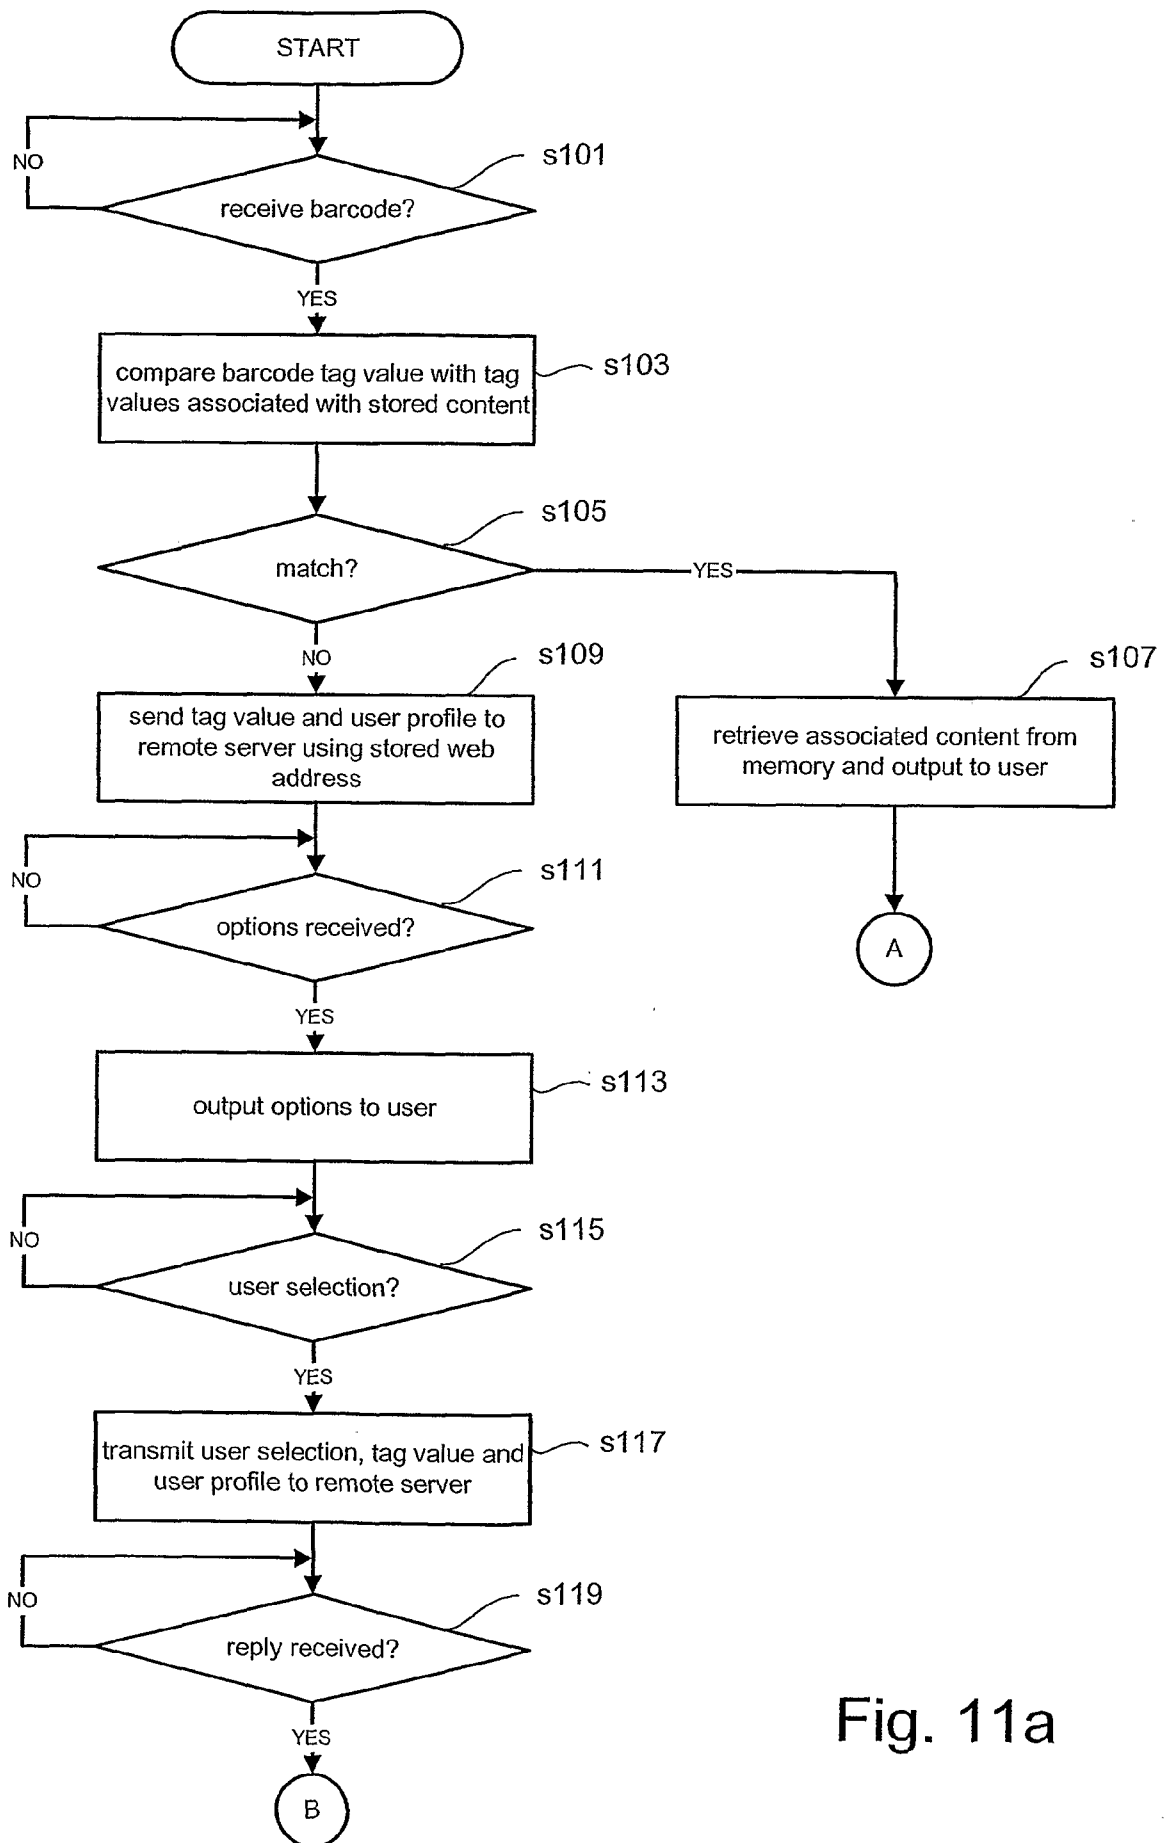 START
NO
s101
receive barcode?
YES
compare barcode tag value with tag
values associated with stored content
s103
s105
match?
YES
NO
s109
s107
send tag value and user profile to
remote server using stored web
address
retrieve associated content from
memory and output to user
NO
s111
options received?
A
YES
s113
output options to user
NO
s115
user selection?
YES
transmit user selection, tag value and
user profile to remote server
s117
NO
s119
reply received?
YES
B
Fig. 11a